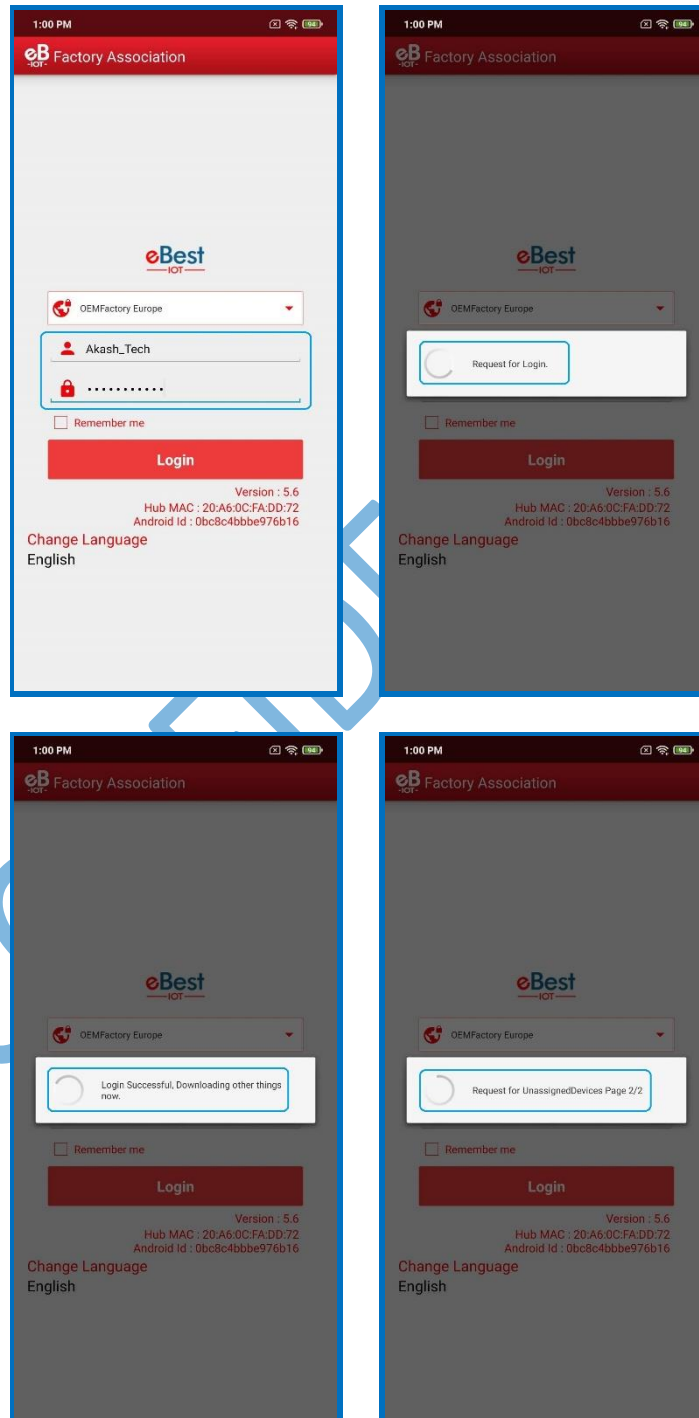 1:00 PM
94
eB
-IOT-
Factory Association
eBest
IOT
OEMFactory Europe
Akash_Tech
Remember me
Login
Version : 5.6
Hub MAC : 20:A6:0C:FA:DD:72
Android Id : 0bc8c4bbbe976b16
Change Language
English
1:00 PM
94
eB
-IOT-
Factory Association
eBest
IOT
OEMFactory Europe
Request for Login.
Remember me
Login
Version : 5.6
Hub MAC : 20:A6:0C:FA:DD:72
Android Id : 0bc8c4bbbe976b16
Change Language
English
1:00 PM
94
eB
-IOT-
Factory Association
eBest
IOT
OEMFactory Europe
Login Successful, Downloading other things
now.
Remember me
Login
Version : 5.6
Hub MAC : 20:A6:0C:FA:DD:72
Android Id : 0bc8c4bbbe976b16
Change Language
English
1:00 PM
94
eB
-IOT-
Factory Association
eBest
IOT
OEMFactory Europe
Request for UnassignedDevices Page 2/2
Remember me
Login
Version : 5.6
Hub MAC : 20:A6:0C:FA:DD:72
Android Id : 0bc8c4bbbe976b16
Change Language
English